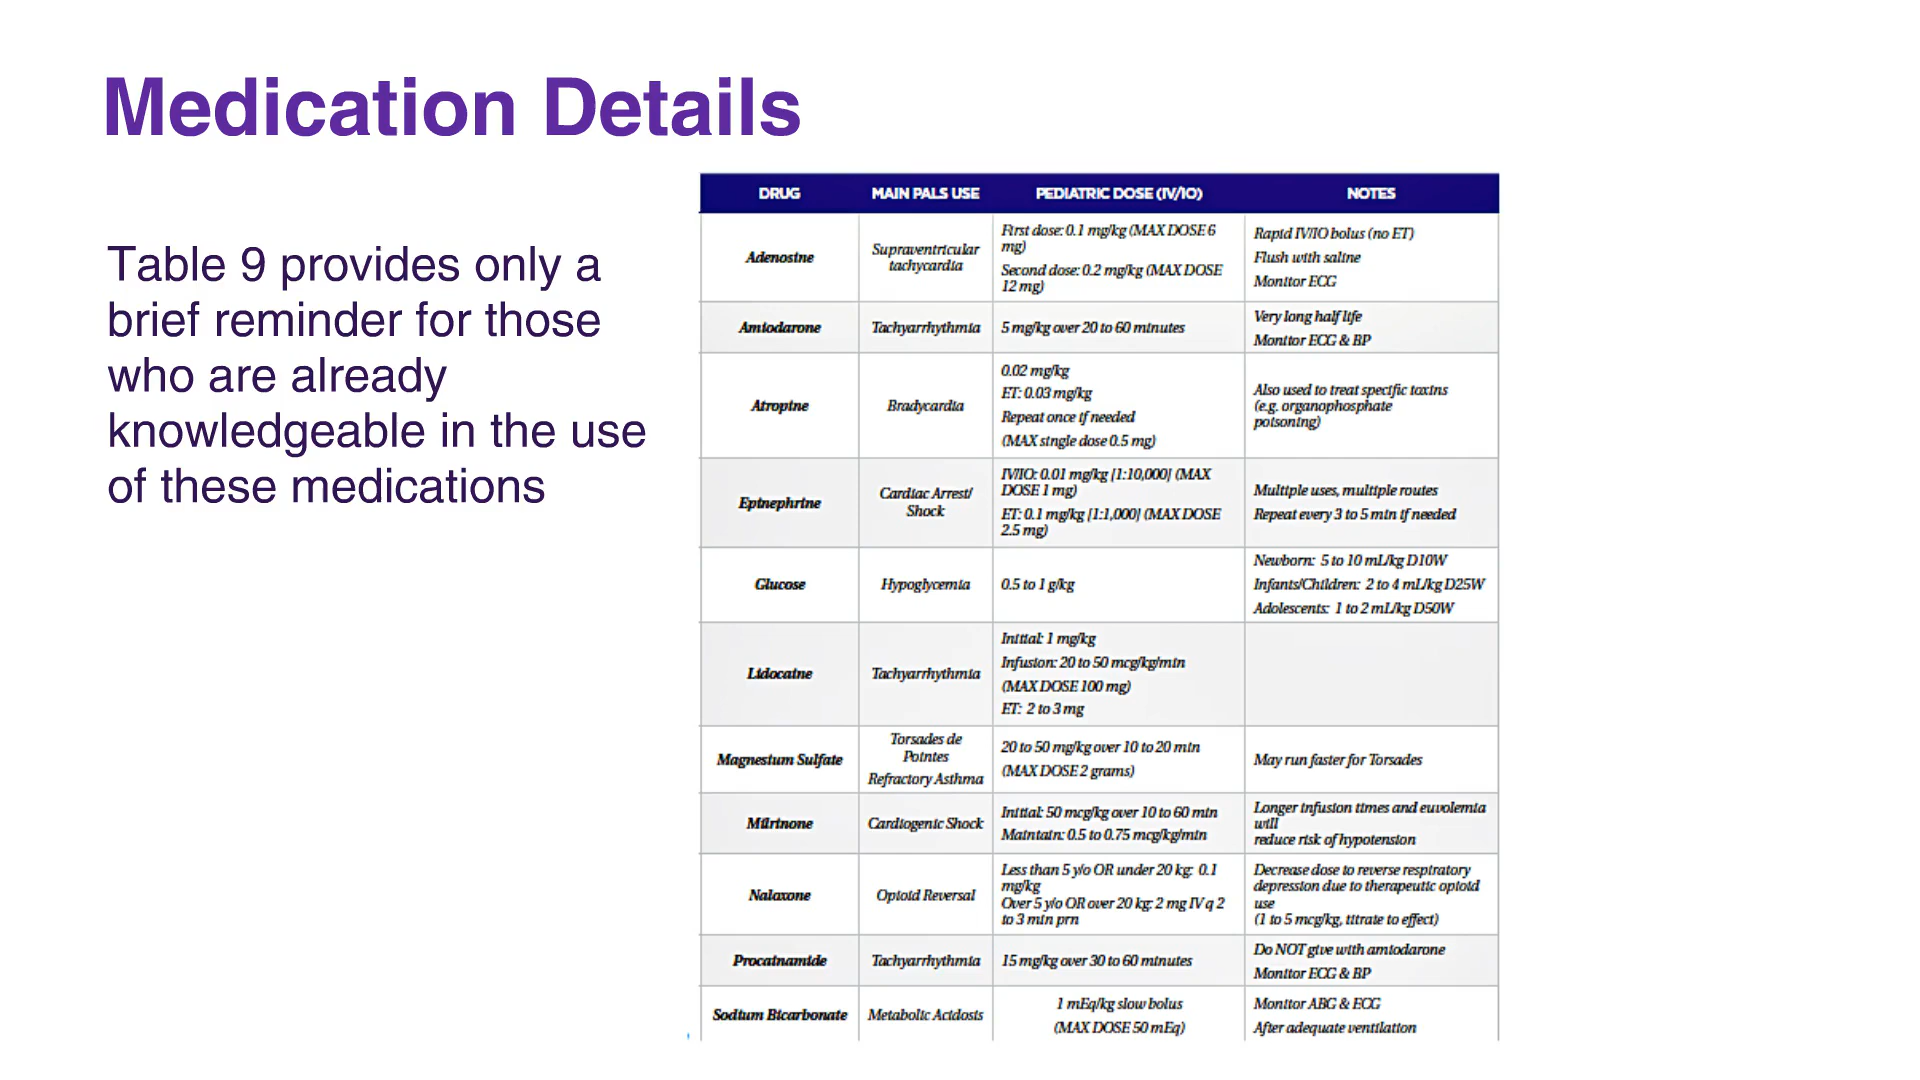 Medication Details
Table 9 provides only a
brief reminder for those
who are already
knowledgeable in the use
of these medications
DRUG MAIN PALS USE PEDIATRIC DOSE (IV/IO) NOTES
Adenosine
Supraventricular
tachycardia
First dose: 0.1 mg/kg (MAX DOSE 6
mg)
Second dose: 0.2 mg/kg (MAX DOSE
12 mg)
Rapid IV/IO bolus (no ET)
Flush with saline
Monitor ECG
Amiodarone
Tachyarrhythmia
5 mg/kg over 20 to 60 minutes
Very long half life
Monitor ECG & BP
Atropine
Bradycardia
0.02 mg/kg
ET: 0.03 mg/kg
Repeat once if needed
(MAX single dose 0.5 mg)
Also used to treat specific toxins
(e.g. organophosphate
poisoning)
Epinephrine
Cardiac Arrest/
Shock
IV/IO: 0.01 mg/kg [1:10,000] (MAX
DOSE 1 mg)
ET: 0.1 mg/kg [1:1,000] (MAX DOSE
2.5 mg)
Multiple uses, multiple routes
Repeat every 3 to 5 min if needed
Glucose
Hypoglycemia
0.5 to 1 g/kg
Newborn: 5 to 10 mL/kg D10W
Infants/Children: 2 to 4 mL/kg D25W
Adolescents: 1 to 2 mL/kg D50W
Lidocaine
Tachyarrhythmia
Initial: 1 mg/kg
Infusion: 20 to 50 mcg/kg/min
(MAX DOSE 100 mg)
ET: 2 to 3 mg
Magnesium Sulfate
Torsades de
Pointes
Refractory Asthma
20 to 50 mg/kg over 10 to 20 min
(MAX DOSE 2 grams)
May run faster for Torsades
Milrinone
Cardiogenic Shock
Initial: 50 mcg/kg over 10 to 60 min
Maintain: 0.5 to 0.75 mcg/kg/min
Longer infusion times and euvolemia
will
reduce risk of hypotension
Nalaxone
Opioid Reversal
Less than 5 y/o OR under 20 kg: 0.1
mg/kg
Over 5 y/o OR over 20 kg: 2 mg IV q 2
to 3 min prn
Decrease dose to reverse respiratory
depression due to therapeutic opioid
use
(1 to 5 mcg/kg, titrate to effect)
Procainamide
Tachyarrhythmia
15 mg/kg over 30 to 60 minutes
Do NOT give with amiodarone
Monitor ECG & BP
Sodium Bicarbonate
Metabolic Acidosis
1 mEq/kg slow bolus
(MAX DOSE 50 mEq)
Monitor ABG & ECG
After adequate ventilation